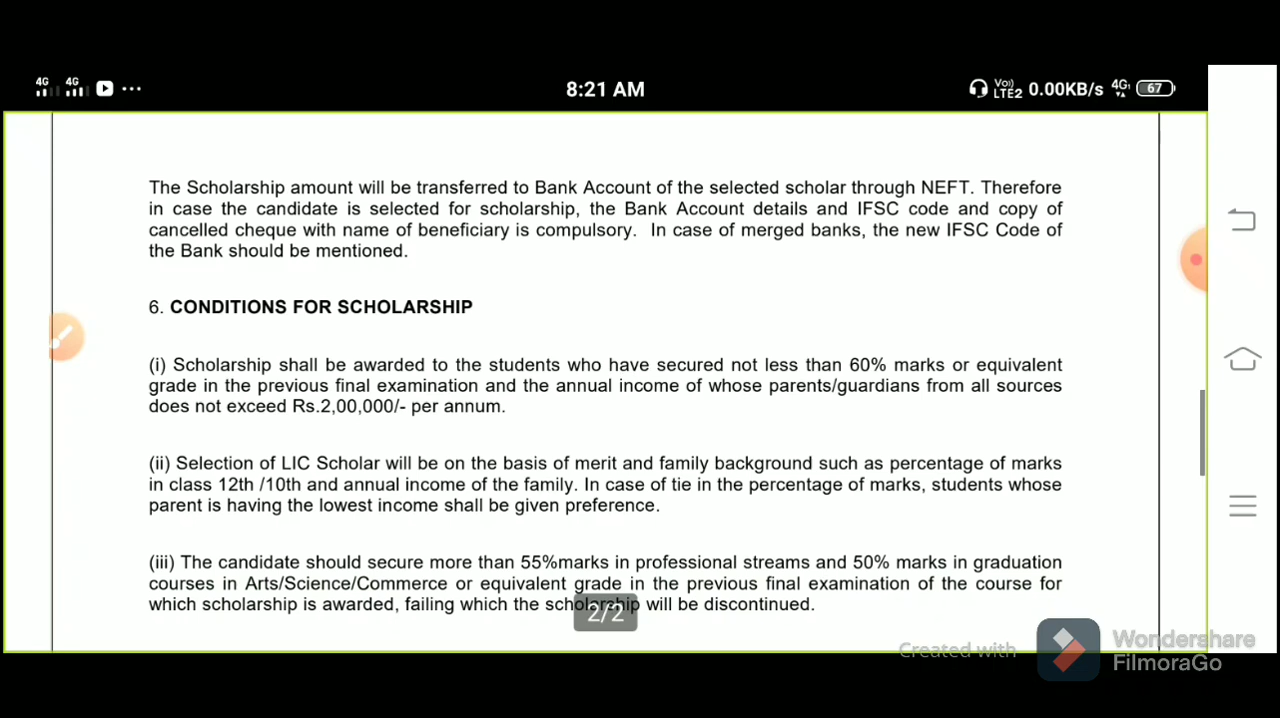 4G 4G ... 8:21 AM Vo) LTE2 0.00KB/s 4G 67
The Scholarship amount will be transferred to Bank Account of the selected scholar through NEFT. Therefore
in case the candidate is selected for scholarship, the Bank Account details and IFSC code and copy of
cancelled cheque with name of beneficiary is compulsory. In case of merged banks, the new IFSC Code of
the Bank should be mentioned.
6. CONDITIONS FOR SCHOLARSHIP
(i) Scholarship shall be awarded to the students who have secured not less than 60% marks or equivalent
grade in the previous final examination and the annual income of whose parents/guardians from all sources
does not exceed Rs.2,00,000/- per annum.
(ii) Selection of LIC Scholar will be on the basis of merit and family background such as percentage of marks
in class 12th /10th and annual income of the family. In case of tie in the percentage of marks, students whose
parent is having the lowest income shall be given preference.
(iii) The candidate should secure more than 55%marks in professional streams and 50% marks in graduation
courses in Arts/Science/Commerce or equivalent grade in the previous final examination of the course for
which scholarship is awarded, failing which the scholarship will be discontinued.
2/2
Created with Wondershare
FilmoraGo